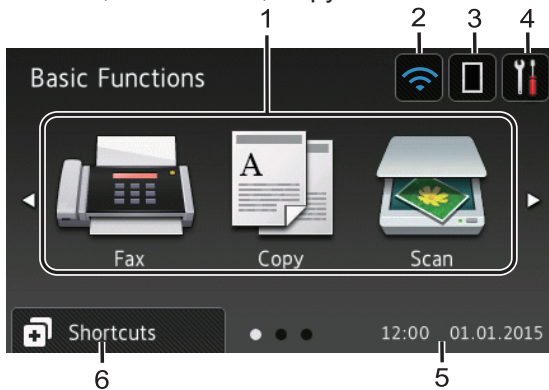 1
2 3 4
Basic Functions
A
Fax Copy Scan
Shortcuts 12:00 01.01.2015
6 5